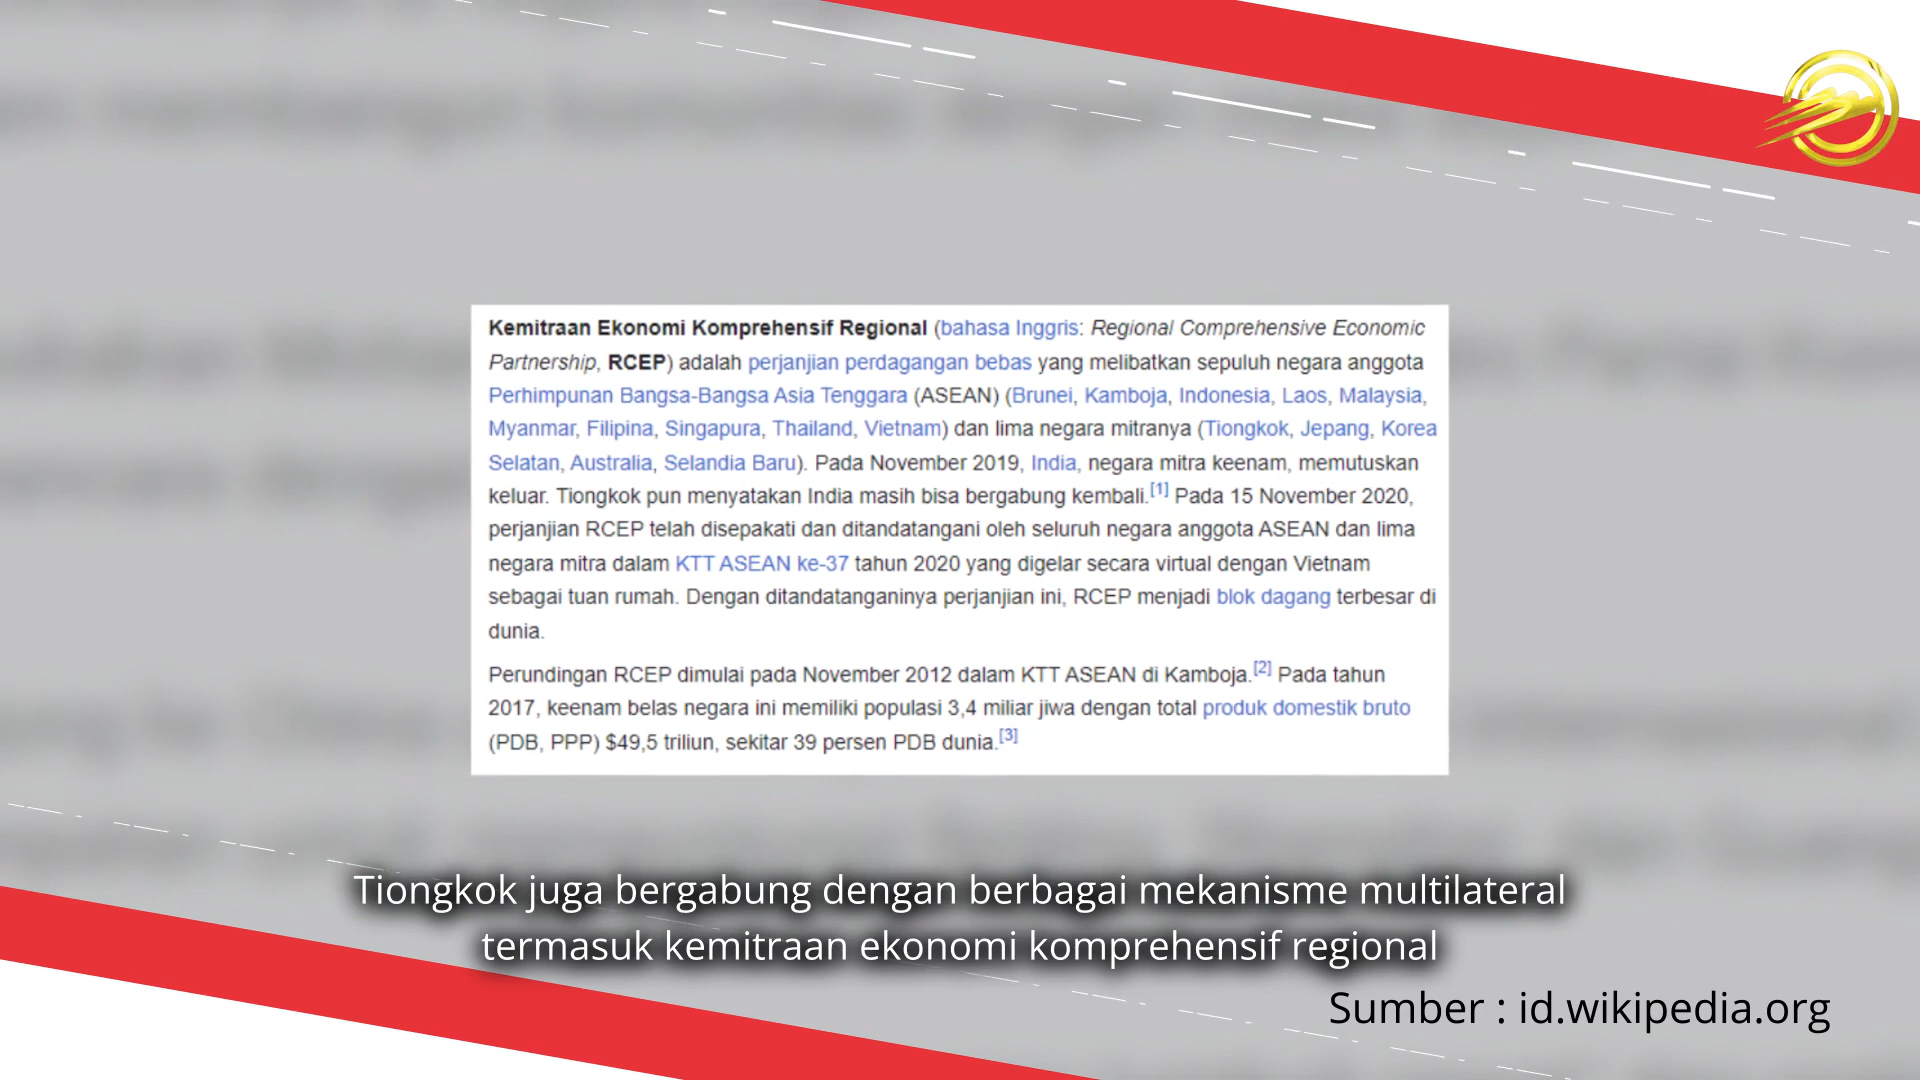 Kemitraan Ekonomi Komprehensif Regional (bahasa Inggris: Regional Comprehensive Economic
Partnership, RCEP) adalah perjanjian perdagangan bebas yang melibatkan sepuluh negara anggota
Perhimpunan Bangsa-Bangsa Asia Tenggara (ASEAN) (Brunei, Kamboja, Indonesia, Laos, Malaysia,
Myanmar, Filipina, Singapura, Thailand, Vietnam) dan lima negara mitranya (Tiongkok, Jepang, Korea
Selatan, Australia, Selandia Baru). Pada November 2019, India, negara mitra keenam, memutuskan
keluar. Tiongkok pun menyatakan India masih bisa bergabung kembali.[1] Pada 15 November 2020,
perjanjian RCEP telah disepakati dan ditandatangani oleh seluruh negara anggota ASEAN dan lima
negara mitra dalam KTT ASEAN ke-37 tahun 2020 yang digelar secara virtual dengan Vietnam
sebagai tuan rumah. Dengan ditandatanganinya perjanjian ini, RCEP menjadi blok dagang terbesar di
dunia.
Perundingan RCEP dimulai pada November 2012 dalam KTT ASEAN di Kamboja.[2] Pada tahun
2017, keenam belas negara ini memiliki populasi 3,4 miliar jiwa dengan total produk domestik bruto
(PDB, PPP) $49,5 triliun, sekitar 39 persen PDB dunia.[3]
Tiongkok juga bergabung dengan berbagai mekanisme multilateral
termasuk kemitraan ekonomi komprehensif regional
Sumber : id.wikipedia.org